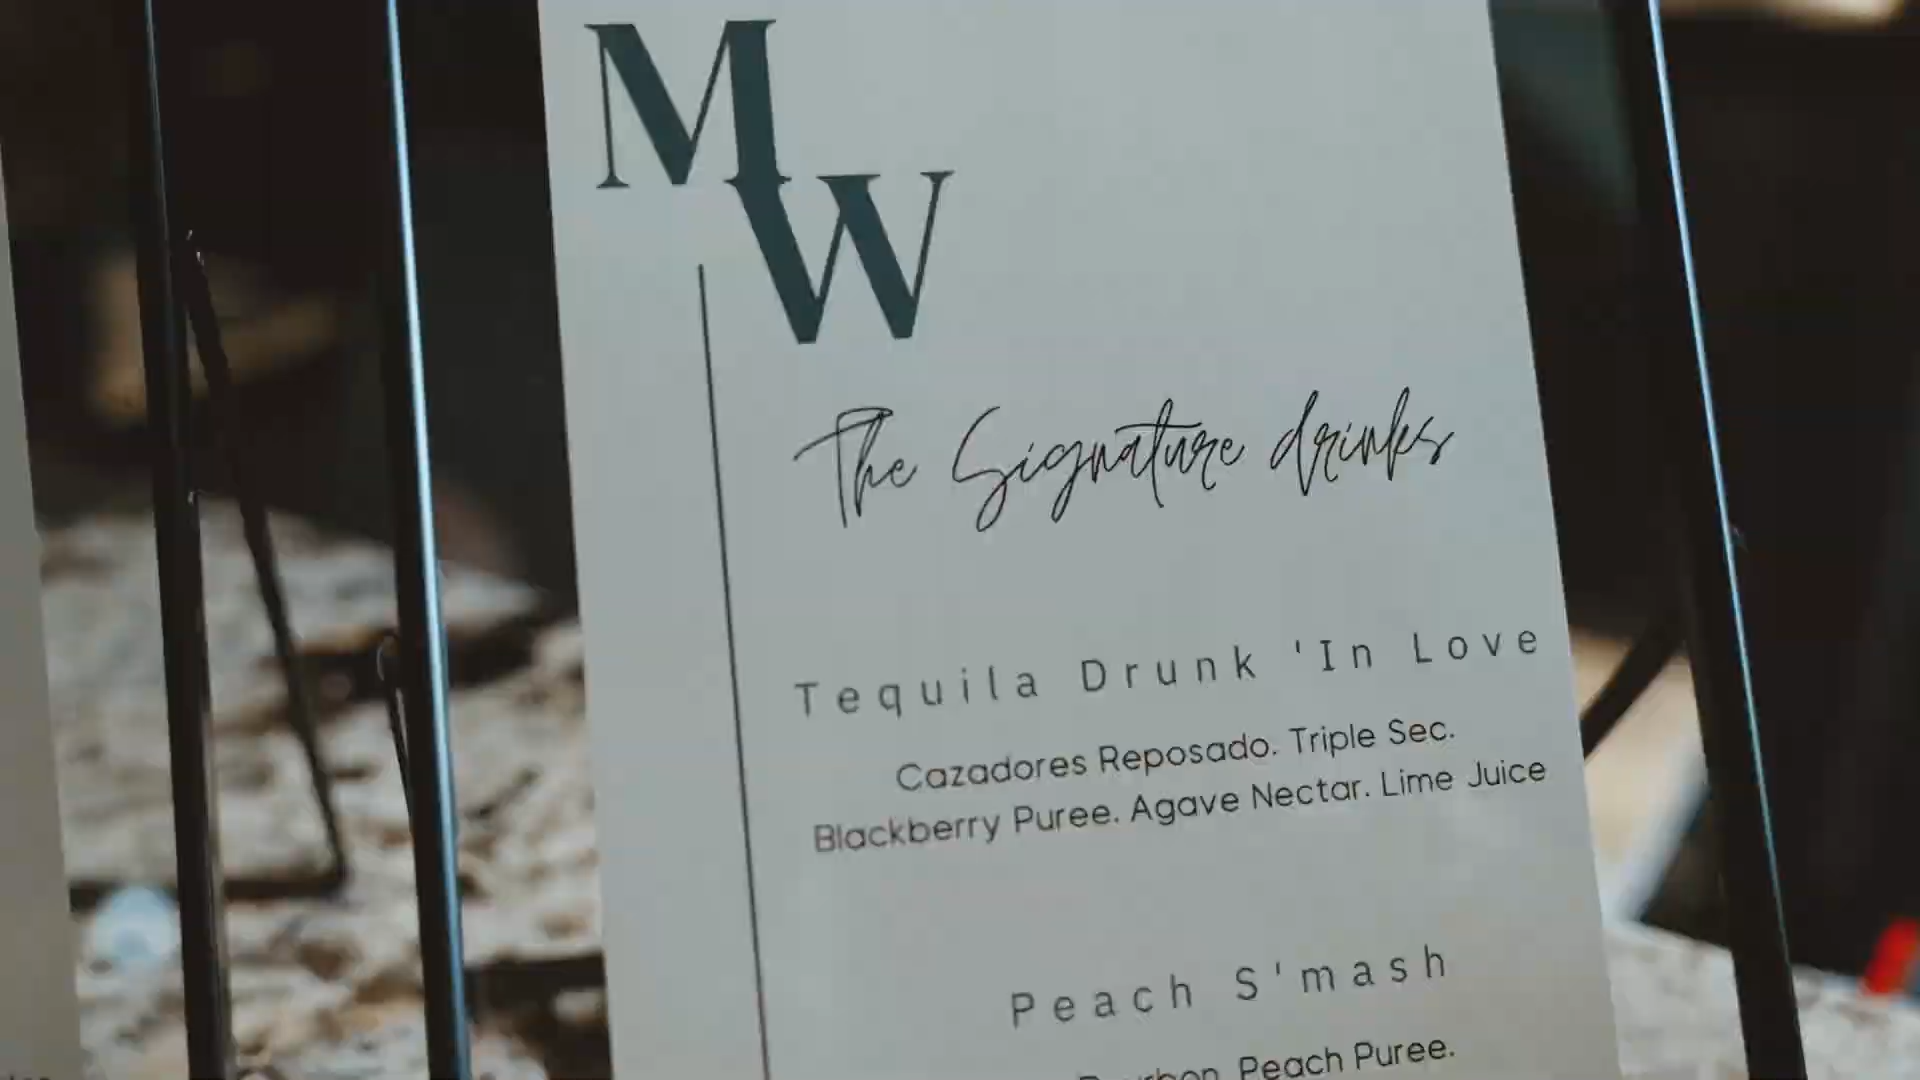 M
W
The Signature drinks
Tequila Drunk 'In Love
Cazadores Reposado. Triple Sec.
Blackberry Puree. Agave Nectar. Lime Juice
Peach S'mash
Peach Puree.